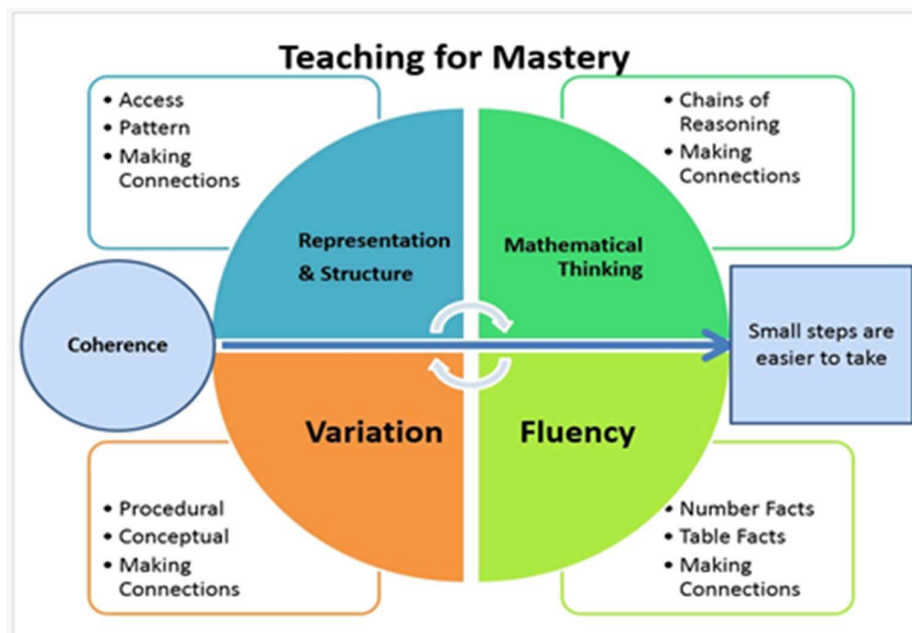 Teaching for Mastery
• Access
• Pattern
• Making
Connections
• Chains of
Reasoning
• Making
Connections
Representation
& Structure
Mathematical
Thinking
Coherence
Small steps are
easier to take
Variation
Fluency
• Procedural
• Conceptual
• Making
Connections
• Number Facts
• Table Facts
• Making
Connections